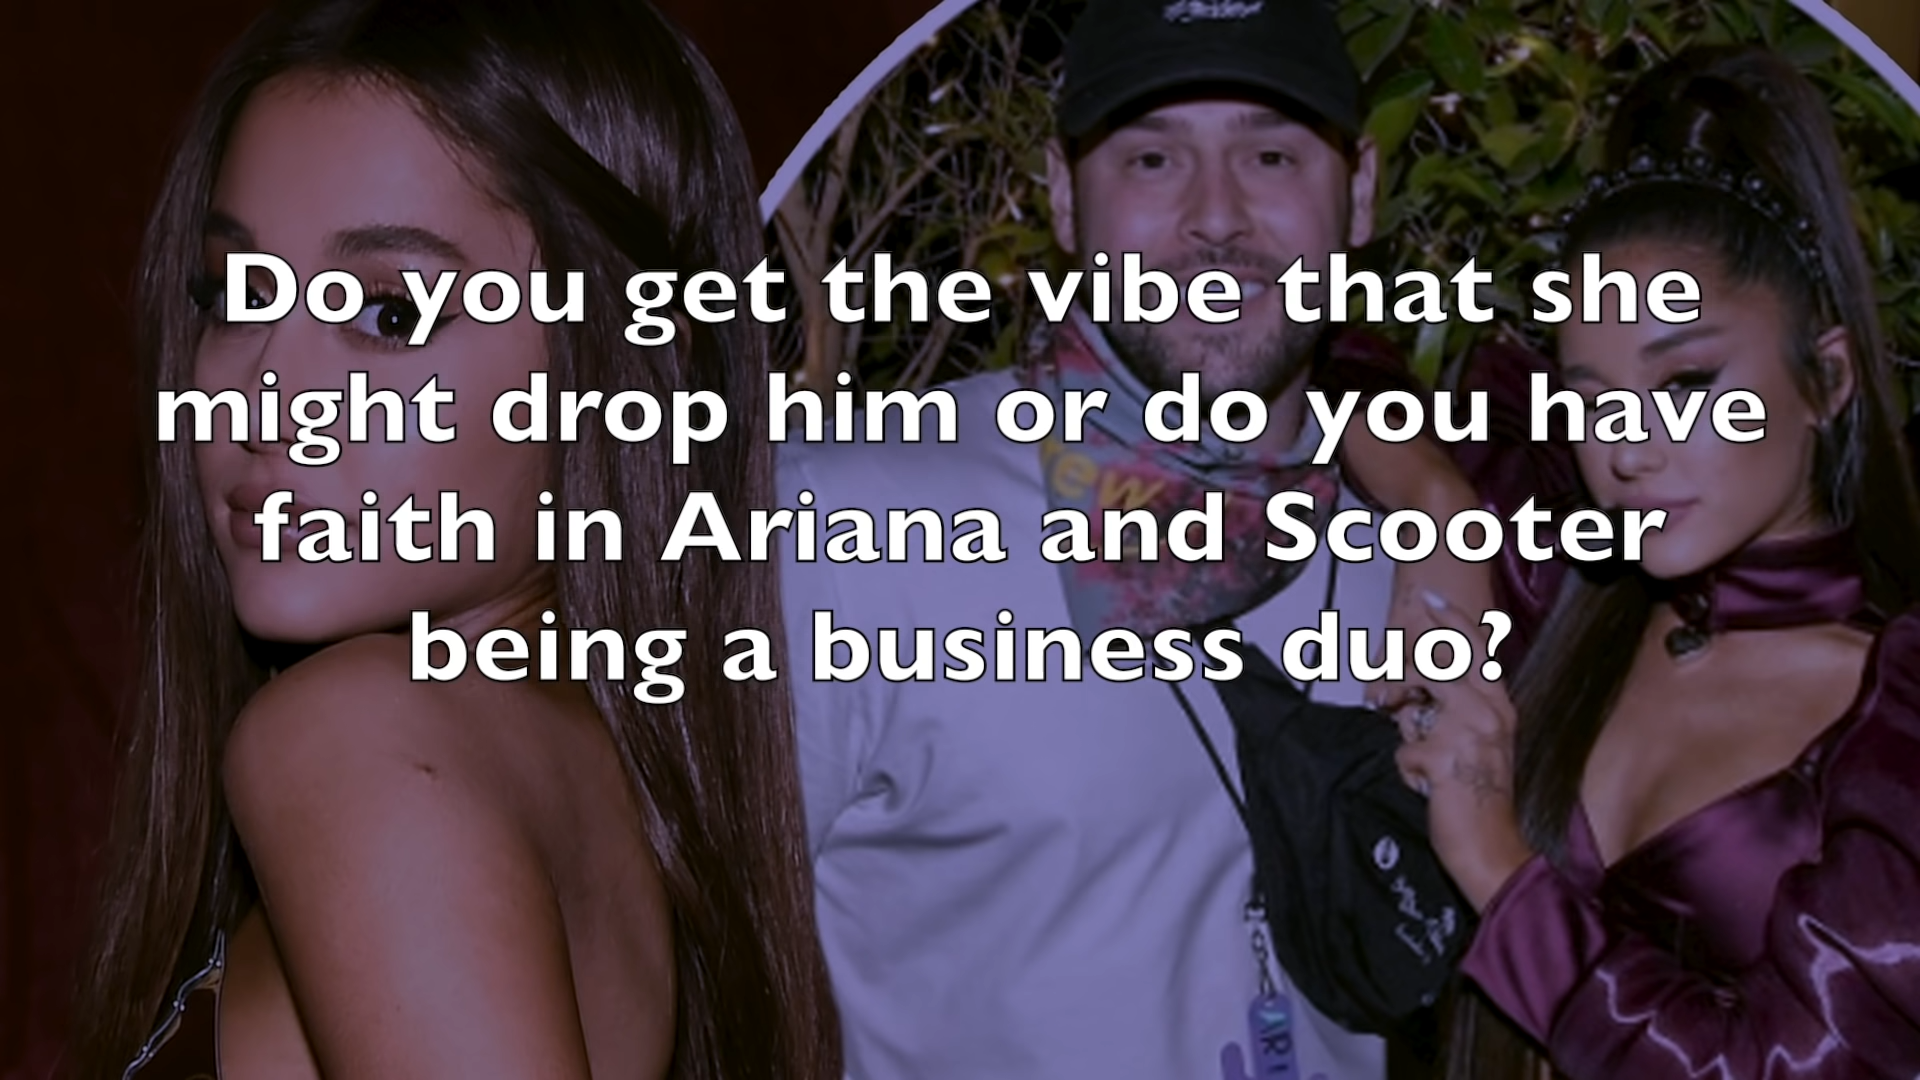 Do you get the vibe that she
might drop him or do you have
faith in Ariana and Scooter
being a business duo?
ew